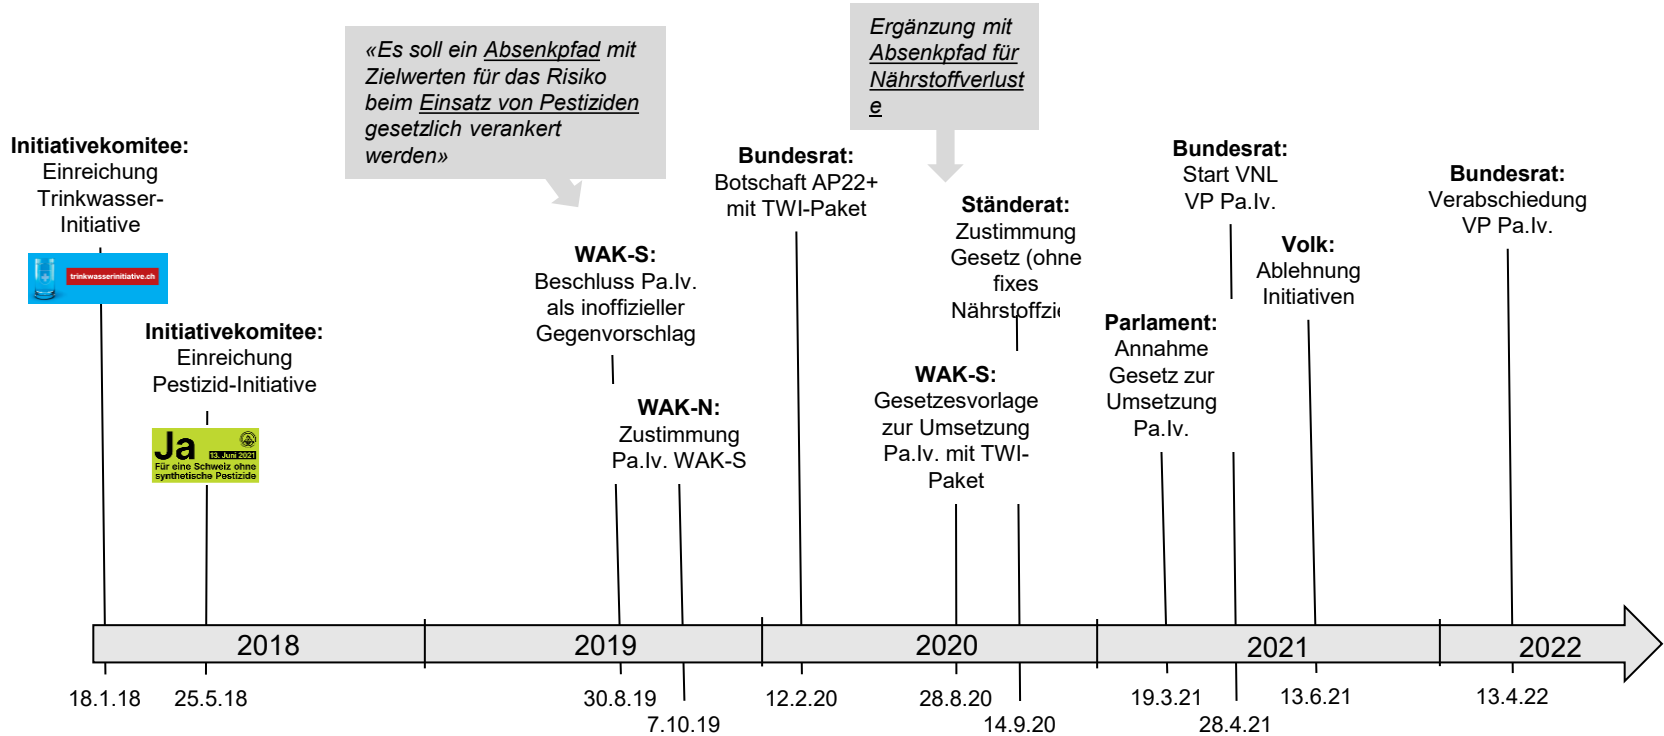 «Es soll ein Absenkpfad mit
Zielwerten für das Risiko
beim Einsatz von Pestiziden
gesetzlich verankert
werden»
Ergänzung mit
Absenkpfad für
Nährstoffverlust
e
Initiativekomitee:
Einreichung
Trinkwasser-
Initiative
trinkwasserinitiative.ch
Initiativekomitee:
Einreichung
Pestizid-Initiative
Ja
13. Juni 2021
Für eine Schweiz ohne
synthetische Pestizide
WAK-S:
Beschluss Pa.Iv.
als inoffizieller
Gegenvorschlag
WAK-N:
Zustimmung
Pa.Iv. WAK-S
Bundesrat:
Botschaft AP22+
mit TWI-Paket
Ständerat:
Zustimmung
Gesetz (ohne
fixes
Nährstoffzie
WAK-S:
Gesetzesvorlage
zur Umsetzung
Pa.Iv. mit TWI-
Paket
Parlament:
Annahme
Gesetz zur
Umsetzung
Pa.Iv.
Bundesrat:
Start VNL
VP Pa.Iv.
Volk:
Ablehnung
Initiativen
Bundesrat:
Verabschiedung
VP Pa.Iv.
2018
2019
2020
2021
2022
18.1.18
25.5.18
30.8.19
7.10.19
12.2.20
28.8.20
14.9.20
19.3.21
28.4.21
13.6.21
13.4.22